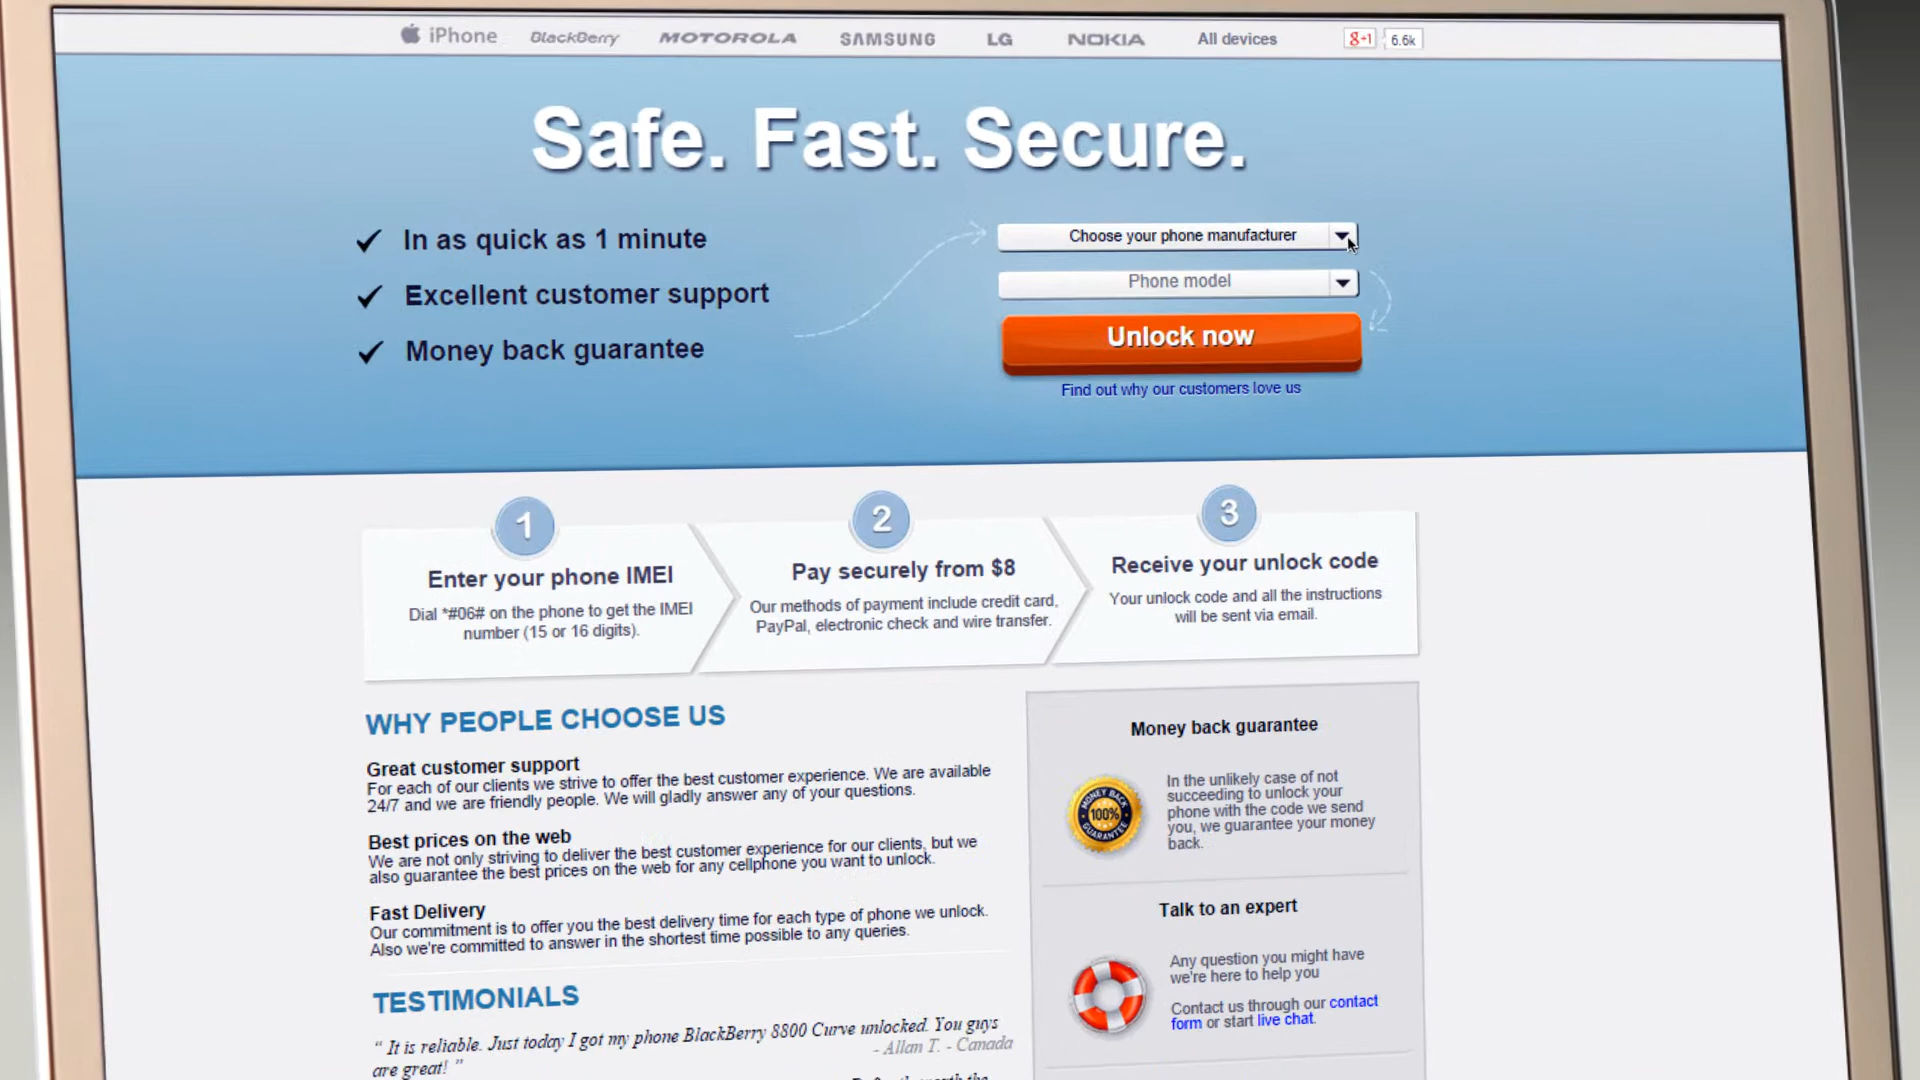 iPhone BlackBerry MOTOROLA SAMSUNG LG NOKIA All devices g+1 6.6k
Safe. Fast. Secure.
In as quick as 1 minute
Excellent customer support
Money back guarantee
Choose your phone manufacturer
Phone model
Unlock now
Find out why our customers love us
1
Enter your phone IMEI
Dial *#06# on the phone to get the IMEI
number (15 or 16 digits).
2
Pay securely from $8
Our methods of payment include credit card,
PayPal, electronic check and wire transfer.
3
Receive your unlock code
Your unlock code and all the instructions
will be sent via email.
WHY PEOPLE CHOOSE US
Great customer support
For each of our clients we strive to offer the best customer experience. We are available
24/7 and we are friendly people. We will gladly answer any of your questions.
Best prices on the web
We are not only striving to deliver the best customer experience for our clients, but we
also guarantee the best prices on the web for any cellphone you want to unlock.
Fast Delivery
Our commitment is to offer you the best delivery time for each type of phone we unlock.
Also we're committed to answer in the shortest time possible to any queries.
TESTIMONIALS
“ It is reliable. Just today I got my phone BlackBerry 8800 Curve unlocked. You guys
are great! ”
- Allan T. - Canada
Money back guarantee
MONEY BACK
100%
GUARANTEE
In the unlikely case of not
succeeding to unlock your
phone with the code we send
you, we guarantee your money
back.
Talk to an expert
Any question you might have
we're here to help you
Contact us through our contact
form or start live chat.